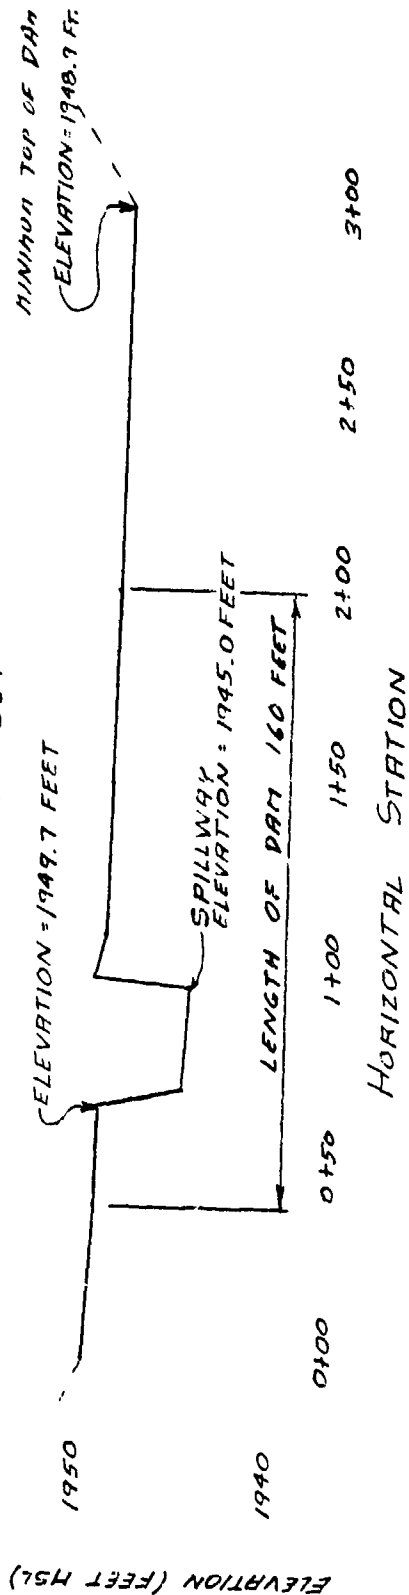 MINIMUM TOP OF DAM
ELEVATION = 1948.7 FT.
ELEVATION = 1949.7 FEET
SPILLWAY
ELEVATION = 1945.0 FEET
LENGTH OF DAM 160 FEET
1950
1940
ELEVATION (FEET MSL)
0+00
0+50
1+00
1+50
2+00
2+50
3+00
HORIZONTAL STATION